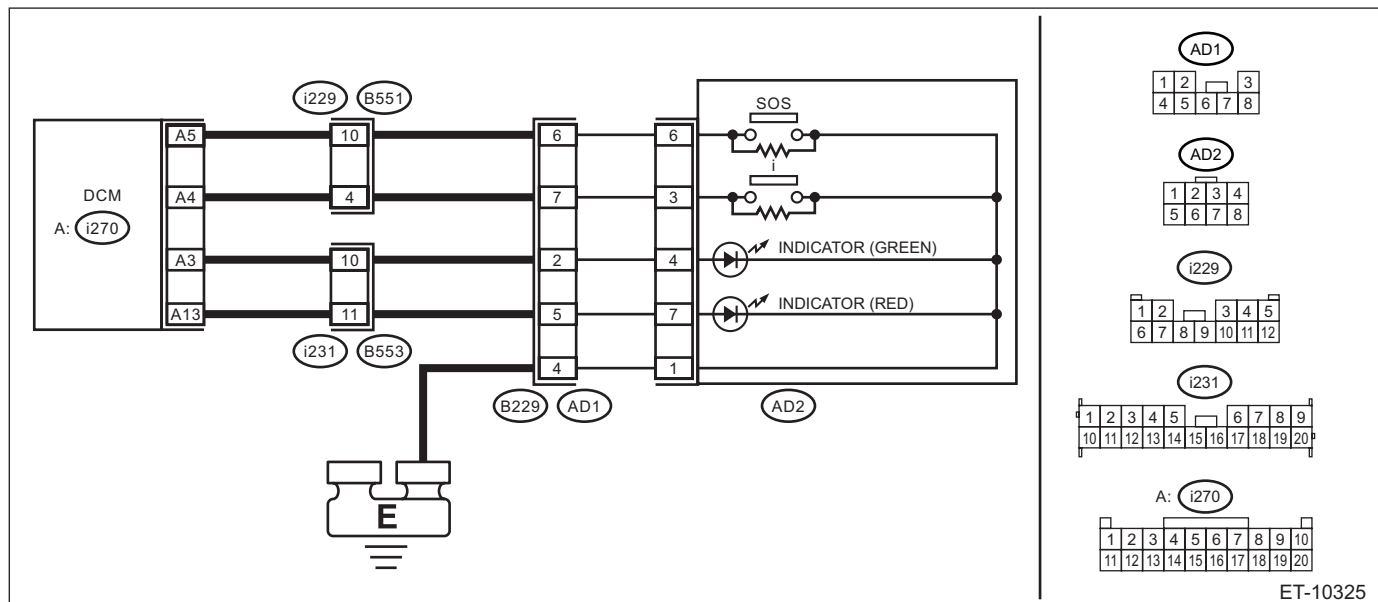 i229 B551
SOS
A5 10 6 6
i
DCM
A4 4 7 3
A: i270
A3 10 2 4 INDICATOR (GREEN)
A13 11 5 7 INDICATOR (RED)
i231 B553
4 1
B229 AD1 AD2
E
AD1
1 2 3
4 5 6 7 8
AD2
1 2 3 4
5 6 7 8
i229
1 2 3 4 5
6 7 8 9 10 11 12
i231
1 2 3 4 5 6 7 8 9
10 11 12 13 14 15 16 17 18 19 20
A: i270
1 2 3 4 5 6 7 8 9 10
11 12 13 14 15 16 17 18 19 20
ET-10325